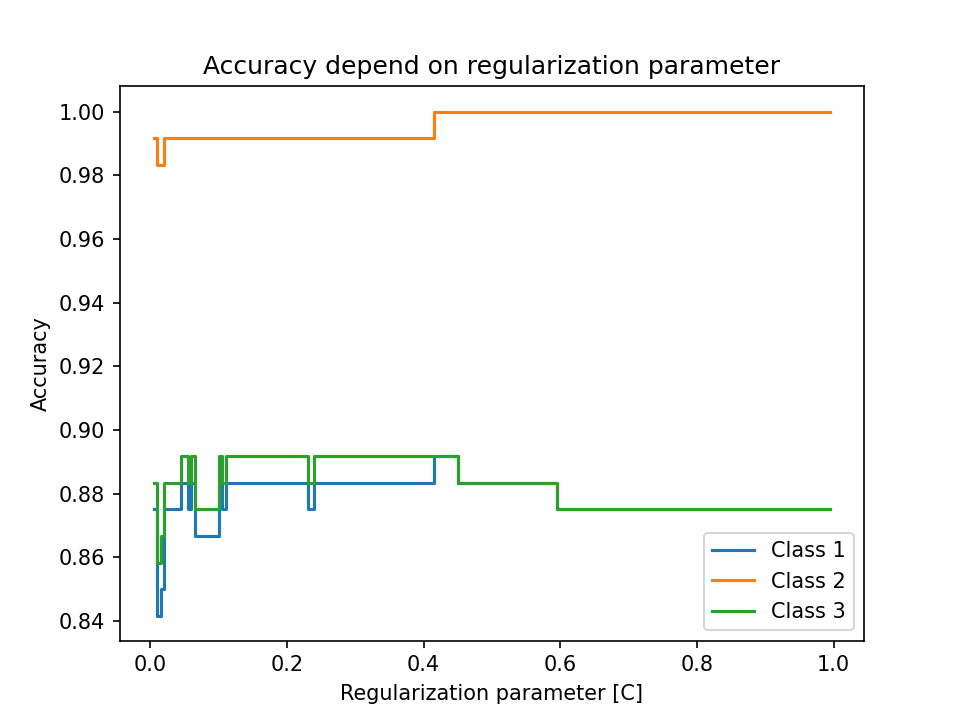 Accuracy depend on regularization parameter
Accuracy
1.00
0.98
0.96
0.94
0.92
0.90
0.88
0.86
0.84
Class 1
Class 2
Class 3
0.0 0.2 0.4 0.6 0.8 1.0
Regularization parameter [C]